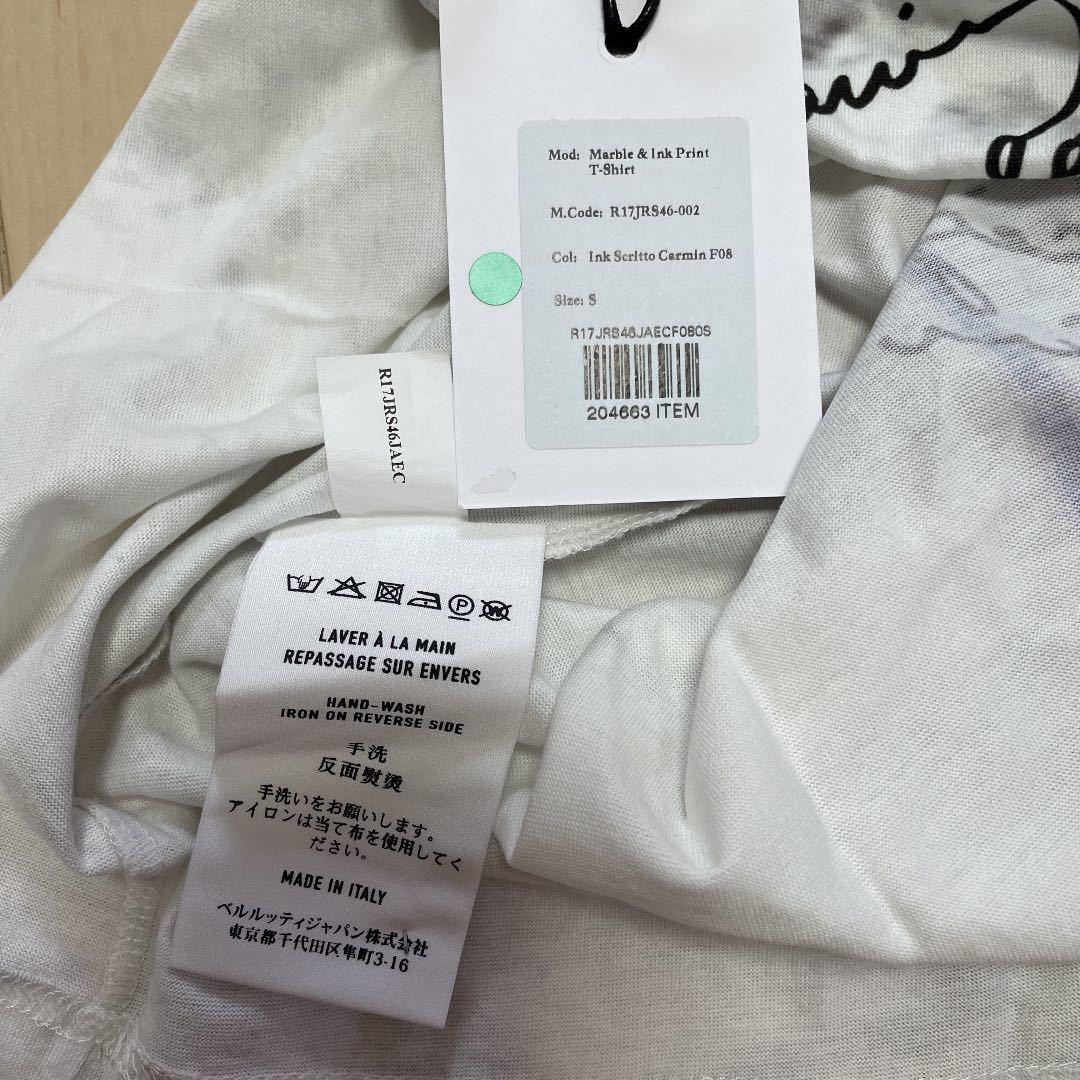 Mod: Marble & Ink Print
T-Shirt
M.Code: R17JRS46-002
Col: Ink Scritto Carmin F08
Size: S
R17JRS46JAECF080S
204663 ITEM
R17JRS46JAEC
LAVER À LA MAIN
REPASSAGE SUR ENVERS
HAND-WASH
IRON ON REVERSE SIDE
手洗
反面熨烫
手洗いをお願いします。
アイロンは当て布を使用してく
ださい。
MADE IN ITALY
ベルルッティジャパン株式会社
東京都千代田区隼町3-16